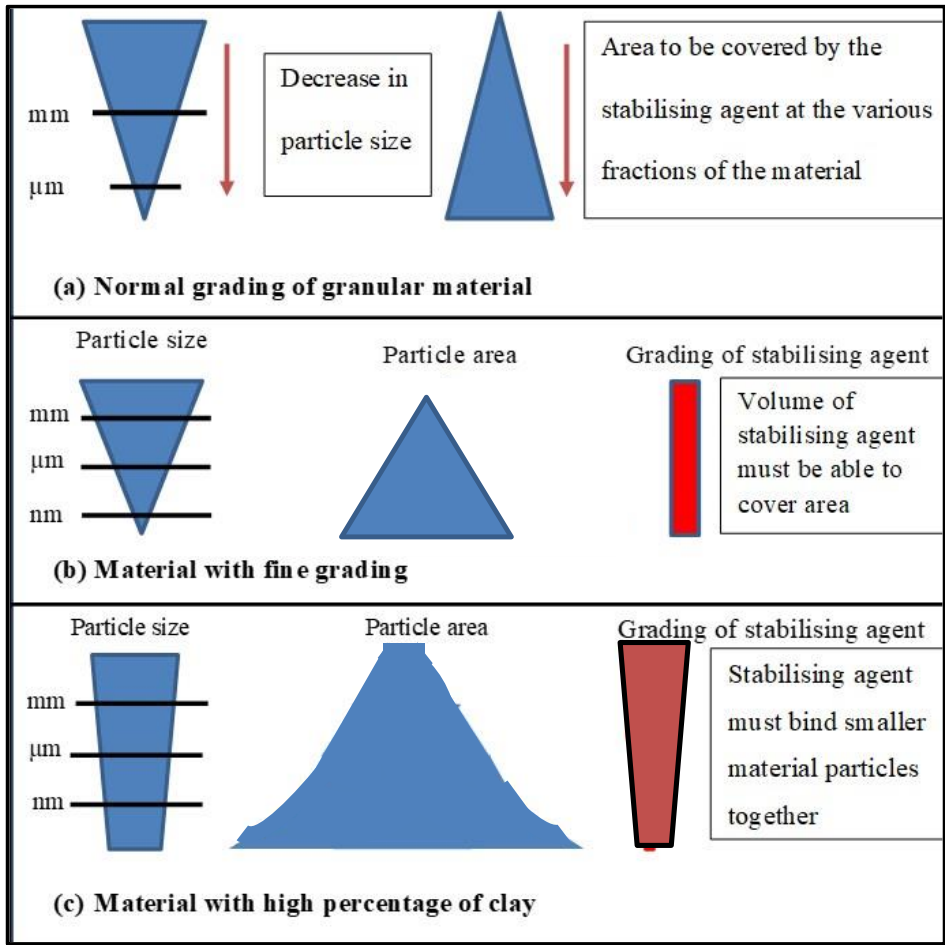 mm
μm
Decrease in
particle size
Area to be covered by the
stabilising agent at the various
fractions of the material
(a) Normal grading of granular material
Particle size
Particle area
Grading of stabilising agent
mm
μm
nm
Volume of
stabilising agent
must be able to
cover area
(b) Material with fine grading
Particle size
Particle area
Grading of stabilising agent
mm
μm
nm
Stabilising agent
must bind smaller
material particles
together
(c) Material with high percentage of clay